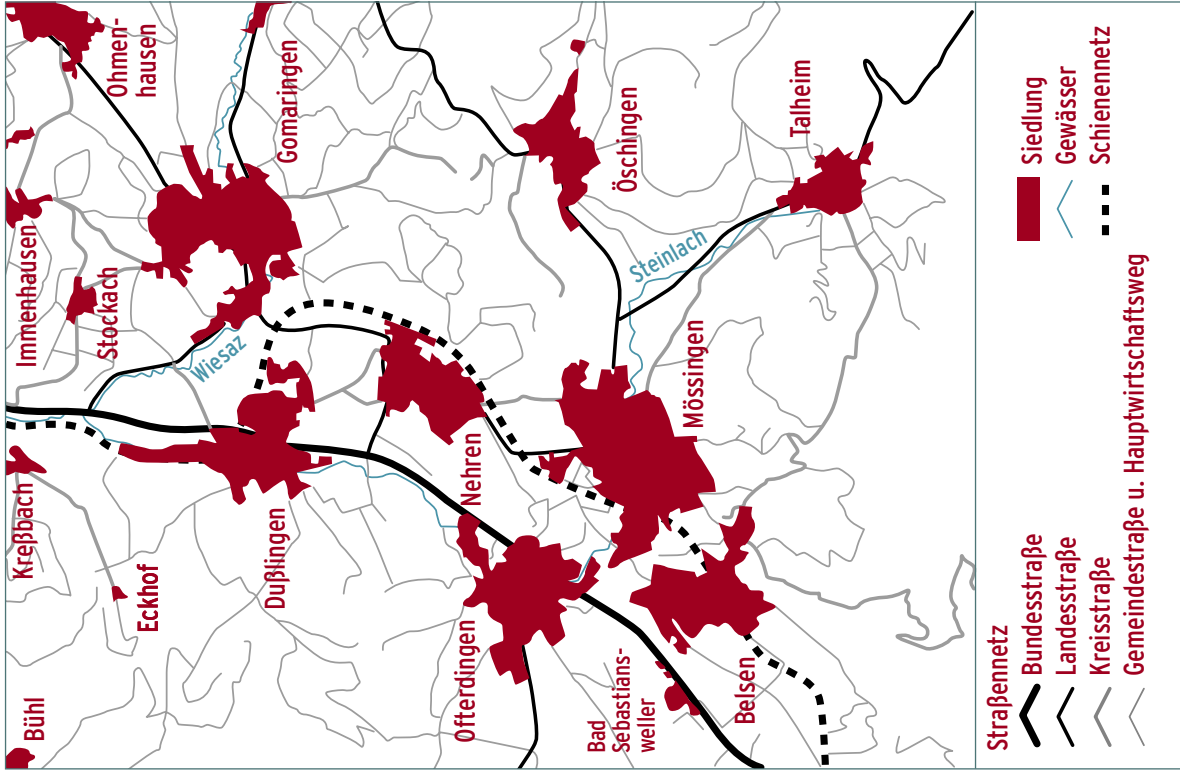 Ohmen-
hausen
Gomaringen
Immenhausen
Stockach
Wiesaz
Öschingen
Talheim
Steinlach
Mössingen
Kreßbach
Eckhof
Dußlingen
Nehren
Bühl
Ofterdingen
Bad
Sebastians-
weller
Belsen
Straßennetz
Bundesstraße
Landesstraße
Kreisstraße
Gemeindestraße u. Hauptwirtschaftsweg
Siedlung
Gewässer
Schienennetz